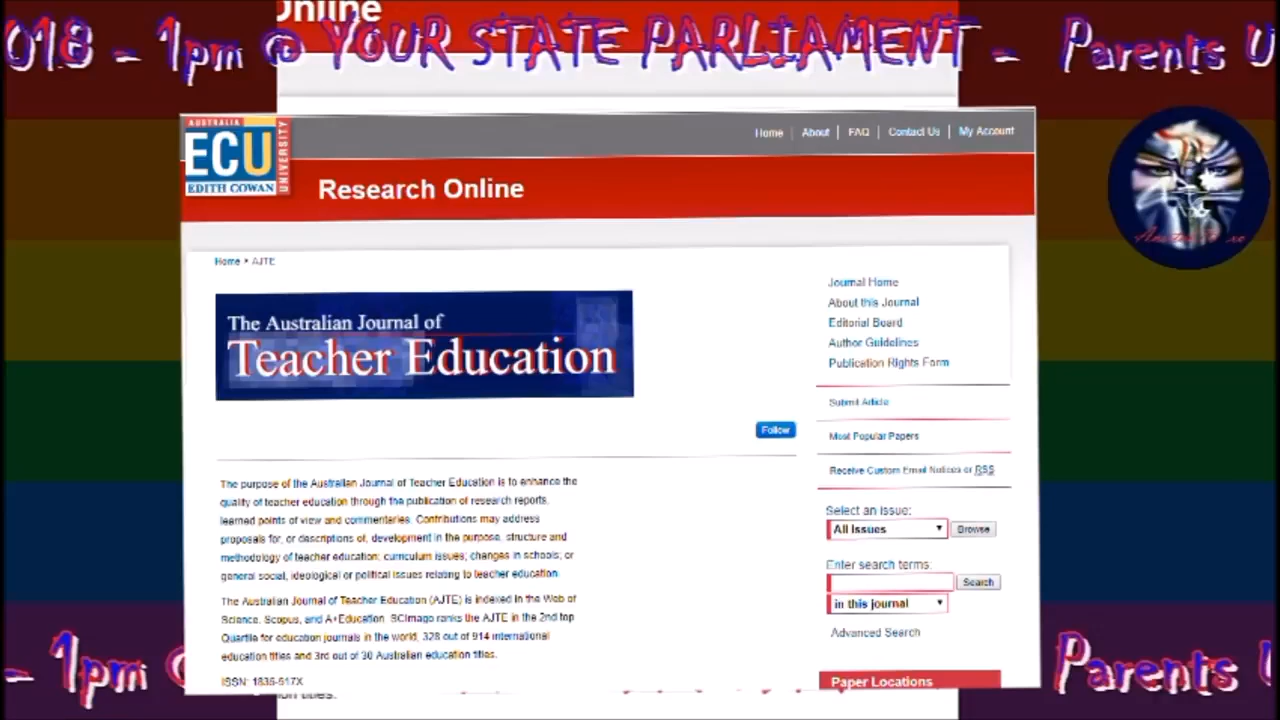 Online
018 - 1pm @ YOUR STATE PARLIAMENT - Parents U
AUSTRALIA
ECU
EDITH COWAN
UNIVERSITY
Home | About | FAQ | Contact Us | My Account
Research Online
Home > AJTE
The Australian Journal of
Teacher Education
Follow
The purpose of the Australian Journal of Teacher Education is to enhance the
quality of teacher education through the publication of research reports,
learned points of view and commentaries. Contributions may address
proposals for, or descriptions of, development in the purpose, structure and
methodology of teacher education; curriculum issues; changes in schools; or
general social, ideological or political issues relating to teacher education.
The Australian Journal of Teacher Education (AJTE) is indexed in the Web of
Science, Scopus, and A+Education. SCImago ranks the AJTE in the 2nd top
Quartile for education journals in the world, 328 out of 914 international
education titles and 3rd out of 30 Australian education titles.
ISSN: 1835-517X
Journal Home
About this Journal
Editorial Board
Author Guidelines
Publication Rights Form
Submit Article
Most Popular Papers
Receive Custom Email Notices or RSS
Select an issue:
All Issues
Browse
Enter search terms:
Search
in this journal
Advanced Search
Paper Locations
- 1pm
Parents U
titles.